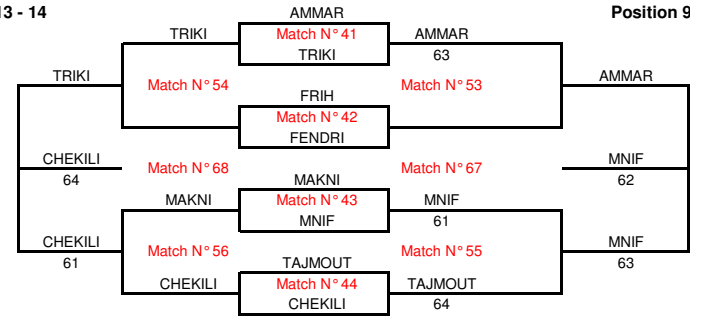 13 - 14 AMMAR Position 9
TRIKI Match N° 41 AMMAR
TRIKI 63
TRIKI Match N° 54 Match N° 53 AMMAR
FRIH
Match N° 42
FENDRI
CHEKILI Match N° 68 Match N° 67 MNIF
64 MAKNI 62
MAKNI Match N° 43 MNIF
MNIF 61
CHEKILI Match N° 56 Match N° 55 MNIF
61 TAJMOUT 63
CHEKILI Match N° 44 TAJMOUT
CHEKILI 64